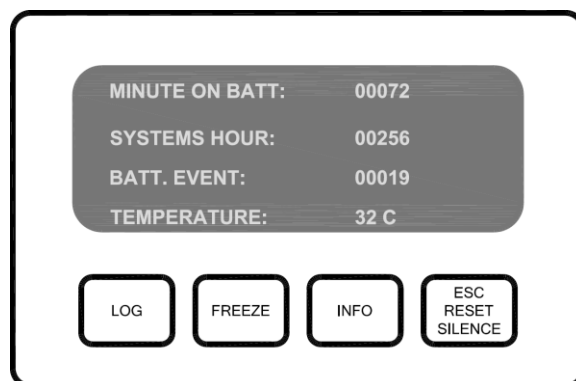 MINUTE ON BATT: 00072
SYSTEMS HOUR: 00256
BATT. EVENT: 00019
TEMPERATURE: 32 C
LOG
FREEZE
INFO
ESC
RESET
SILENCE